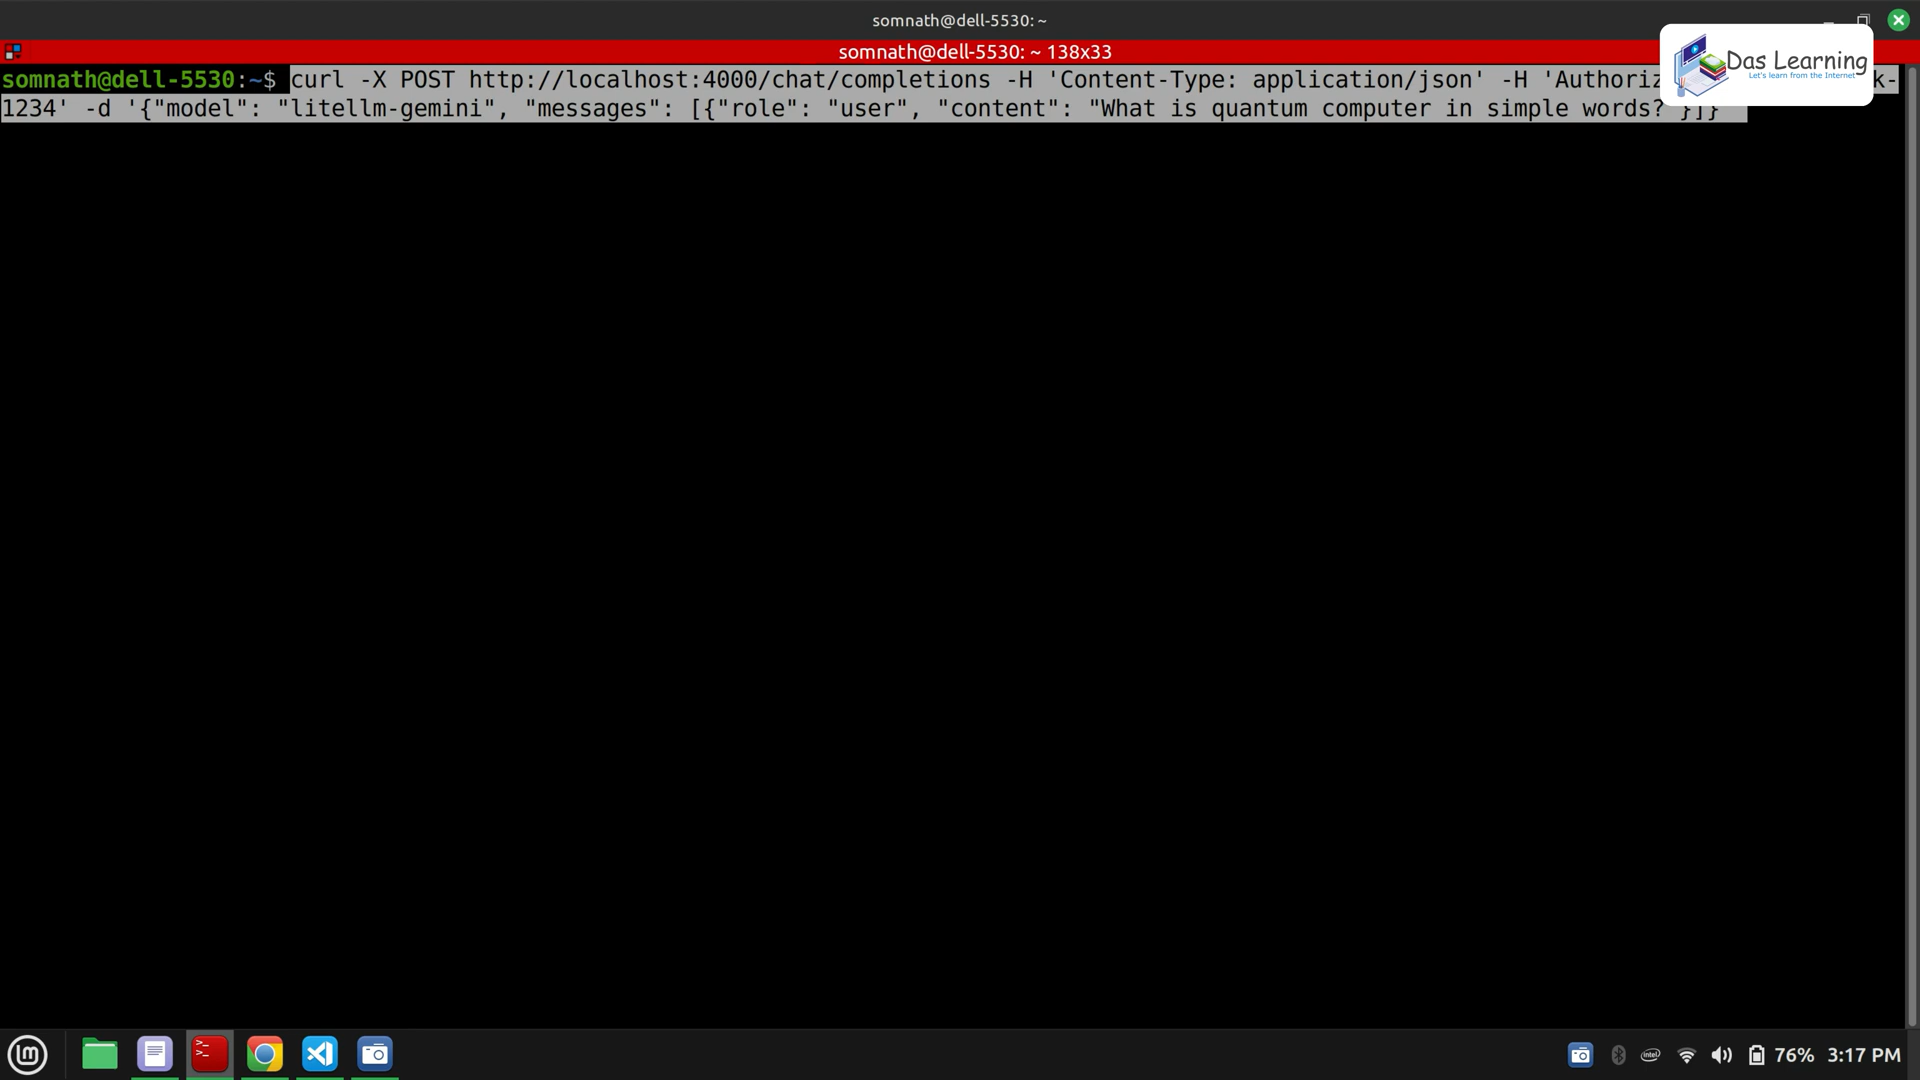 somnath@dell-5530: ~
somnath@dell-5530: ~ 138x33
Das Learning
Let's learn from the Internet
somnath@dell-5530:~$ curl -X POST http://localhost:4000/chat/completions -H 'Content-Type: application/json' -H 'Authoriz k-
1234' -d '{"model": "litellm-gemini", "messages": [{"role": "user", "content": "What is quantum computer in simple words? }]}
intel
76% 3:17 PM